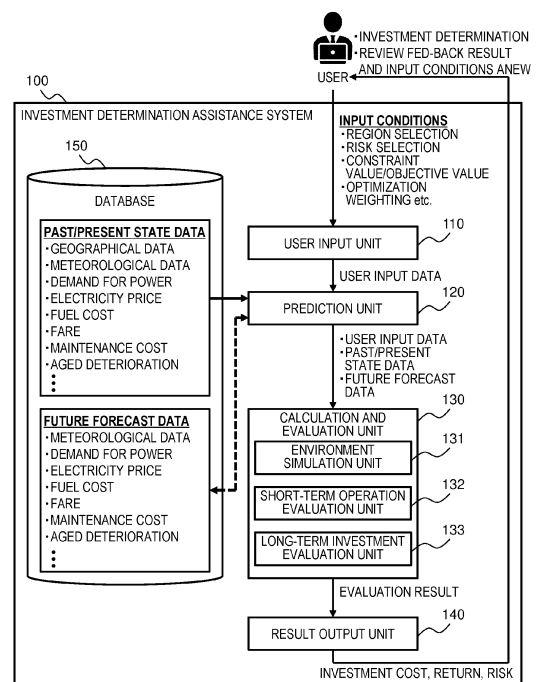 ・INVESTMENT DETERMINATION
・REVIEW FED-BACK RESULT
AND INPUT CONDITIONS ANEW
USER
100
INVESTMENT DETERMINATION ASSISTANCE SYSTEM
INPUT CONDITIONS
・REGION SELECTION
・RISK SELECTION
・CONSTRAINT
VALUE/OBJECTIVE VALUE
・OPTIMIZATION
WEIGHTING etc.
150
DATABASE
PAST/PRESENT STATE DATA
・GEOGRAPHICAL DATA
・METEOROLOGICAL DATA
・DEMAND FOR POWER
・ELECTRICITY PRICE
・FUEL COST
・FARE
・MAINTENANCE COST
・AGED DETERIORATION
FUTURE FORECAST DATA
・METEOROLOGICAL DATA
・DEMAND FOR POWER
・ELECTRICITY PRICE
・FUEL COST
・FARE
・MAINTENANCE COST
・AGED DETERIORATION
USER INPUT UNIT
110
USER INPUT DATA
PREDICTION UNIT
120
・USER INPUT DATA
・PAST/PRESENT
STATE DATA
・FUTURE FORECAST
DATA
130
CALCULATION AND
EVALUATION UNIT
131
ENVIRONMENT
SIMULATION UNIT
132
SHORT-TERM OPERATION
EVALUATION UNIT
133
LONG-TERM INVESTMENT
EVALUATION UNIT
EVALUATION RESULT
140
RESULT OUTPUT UNIT
INVESTMENT COST, RETURN, RISK